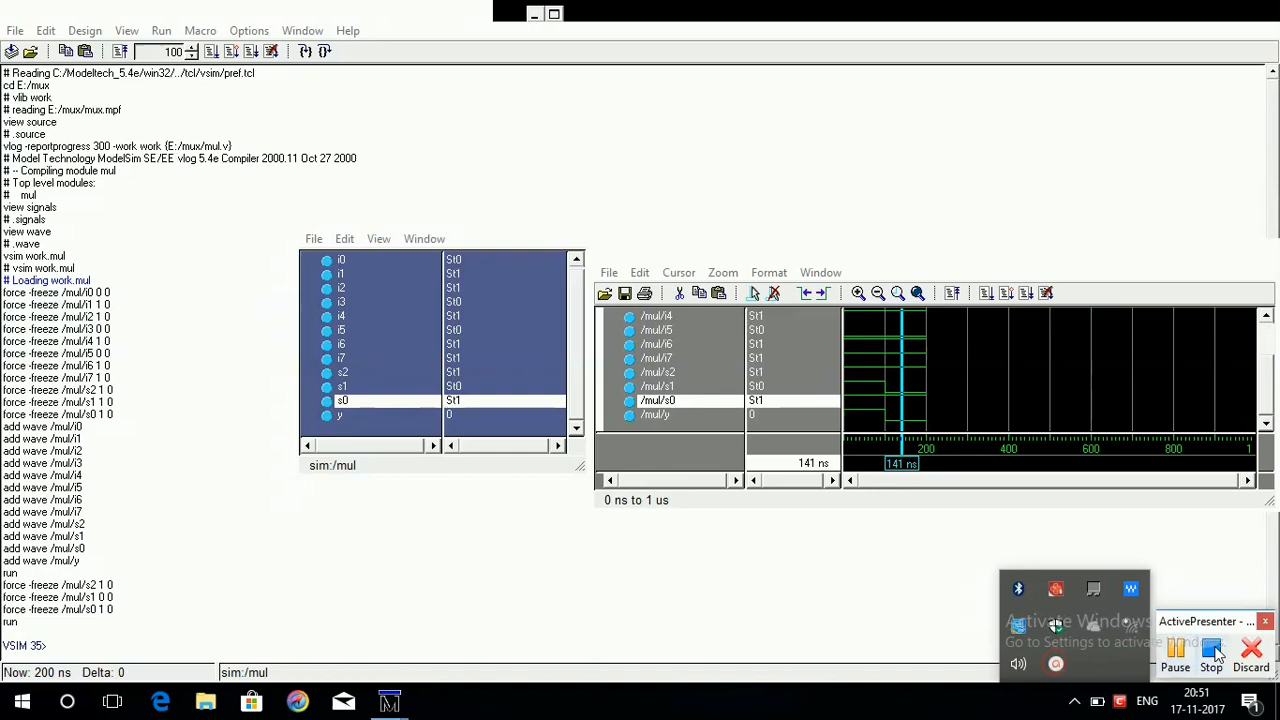 File Edit Design View Run Macro Options Window Help
100
# Reading C:/Modeltech_5.4e/win32/../tcl/vsim/pref.tcl
cd E:/mux
# vlib work
# reading E:/mux/mux.mpf
view source
# .source
vlog -reportprogress 300 -work work {E:/mux/mul.v}
# Model Technology ModelSim SE/EE vlog 5.4e Compiler 2000.11 Oct 27 2000
# -- Compiling module mul
# Top level modules:
# mul
view signals
# .signals
view wave
# .wave
vsim work.mul
# vsim work.mul
# Loading work.mul
force -freeze /mul/i0 0 0
force -freeze /mul/i1 1 0
force -freeze /mul/i2 1 0
force -freeze /mul/i3 0 0
force -freeze /mul/i4 1 0
force -freeze /mul/i5 0 0
force -freeze /mul/i6 1 0
force -freeze /mul/i7 1 0
force -freeze /mul/s2 1 0
force -freeze /mul/s1 1 0
force -freeze /mul/s0 1 0
add wave /mul/i0
add wave /mul/i1
add wave /mul/i2
add wave /mul/i3
add wave /mul/i4
add wave /mul/i5
add wave /mul/i6
add wave /mul/i7
add wave /mul/s2
add wave /mul/s1
add wave /mul/s0
add wave /mul/y
run
force -freeze /mul/s2 1 0
force -freeze /mul/s1 0 0
force -freeze /mul/s0 1 0
run
VSIM 35>
Now: 200 ns Delta: 0 sim:/mul
File Edit View Window
i0 St0
i1 St1
i2 St1
i3 St0
i4 St1
i5 St0
i6 St1
i7 St1
s2 St1
s1 St0
s0 St1
y 0
sim:/mul
File Edit Cursor Zoom Format Window
/mul/i4 St1
/mul/i5 St0
/mul/i6 St1
/mul/i7 St1
/mul/s2 St1
/mul/s1 St0
/mul/s0 St1
/mul/y 0
200 400 600 800 1
141 ns 141 ns
0 ns to 1 us
Activate Windows
Go to Settings to activate
ActivePresenter - ...
Pause Stop Discard
ENG
20:51
17-11-2017